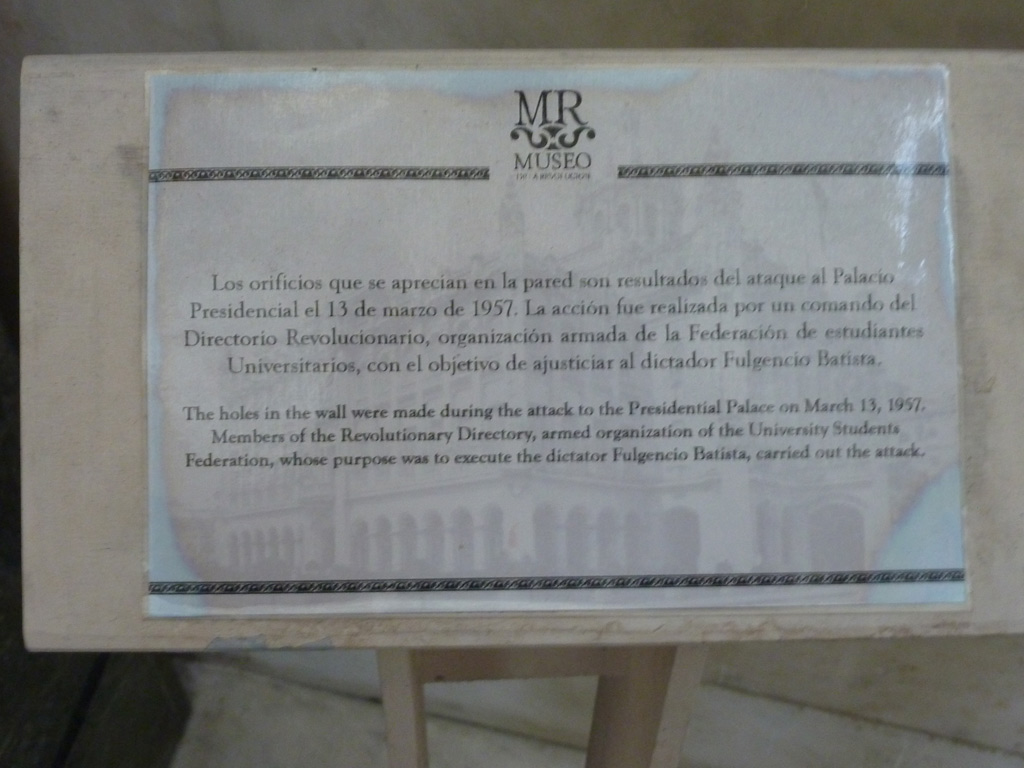 MR
MUSEO
DE LA REVOLUCION
Los orificios que se aprecian en la pared son resultados del ataque al Palacio
Presidencial el 13 de marzo de 1957. La acción fue realizada por un comando del
Directorio Revolucionario, organización armada de la Federación de estudiantes
Universitarios, con el objetivo de ajusticiar al dictador Fulgencio Batista.
The holes in the wall were made during the attack to the Presidential Palace on March 13, 1957.
Members of the Revolutionary Directory, armed organization of the University Students
Federation, whose purpose was to execute the dictator Fulgencio Batista, carried out the attack.